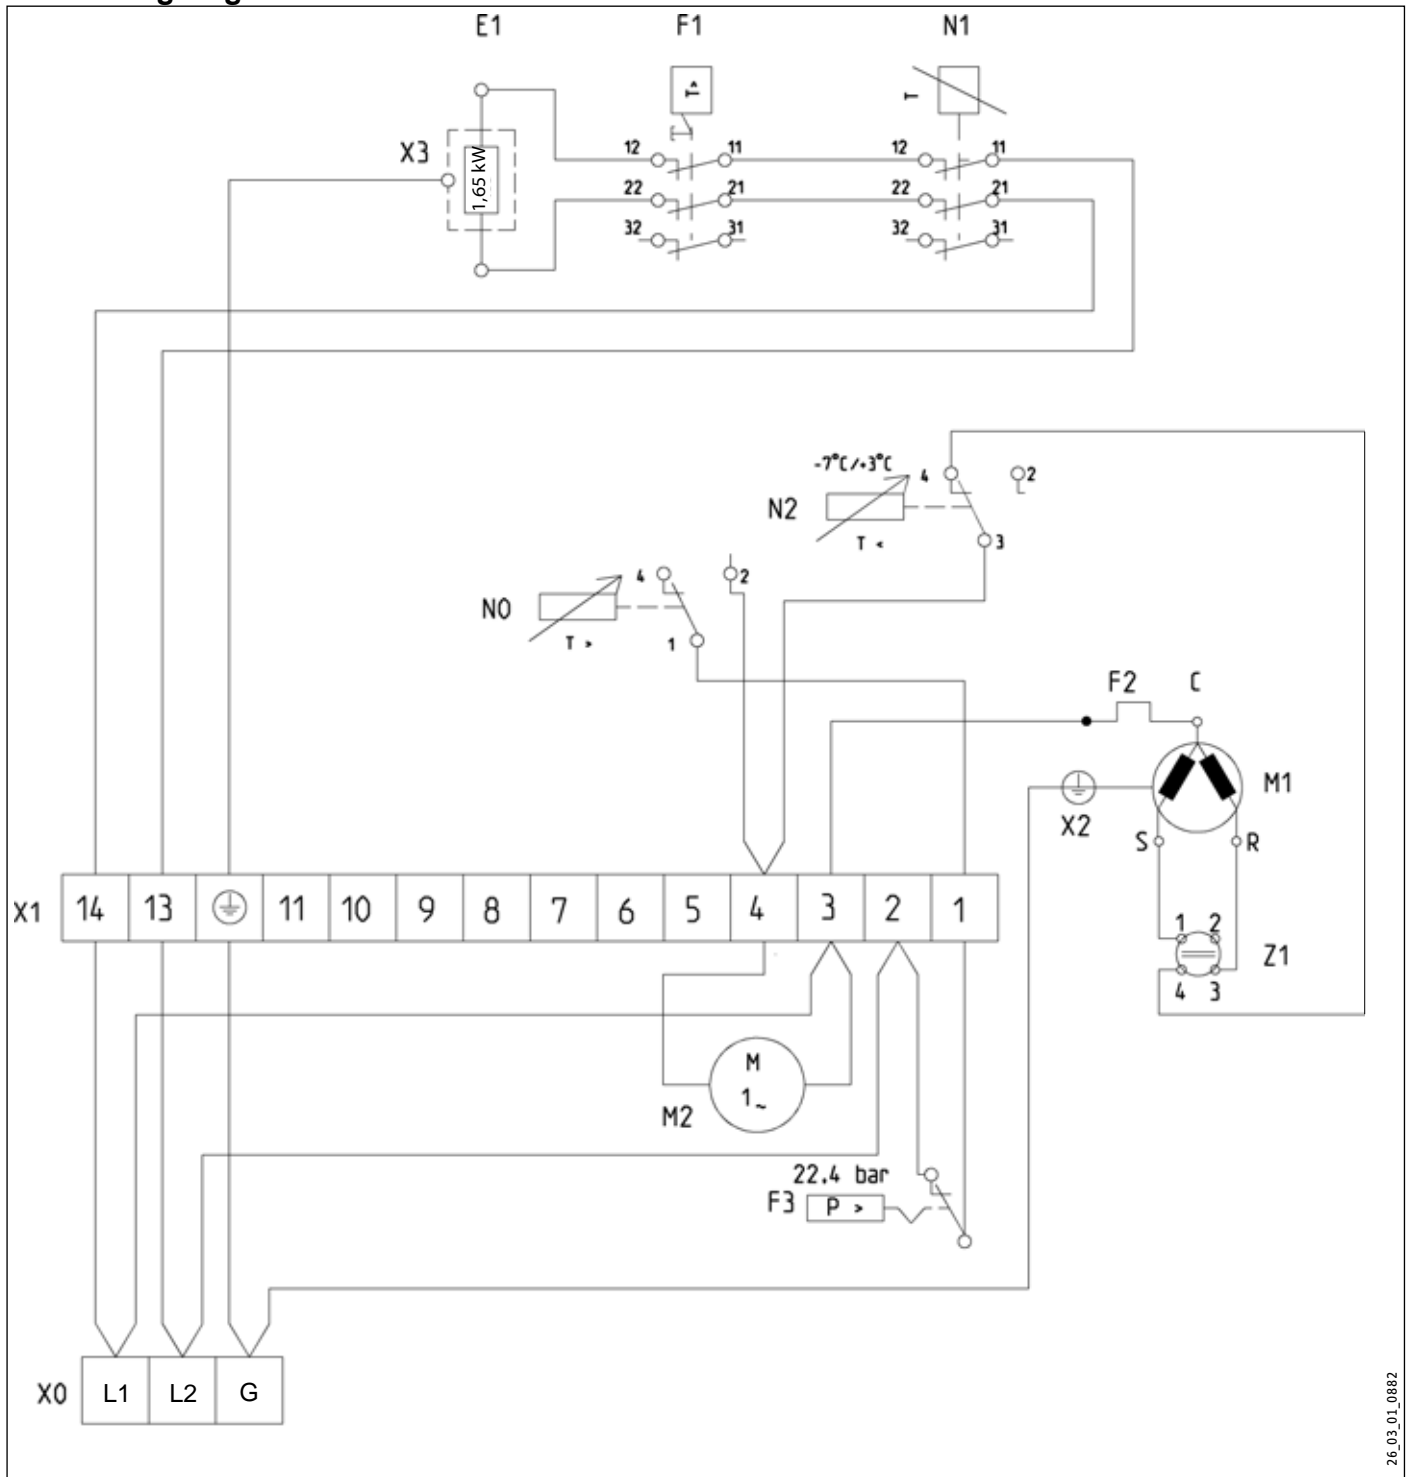 E1 F1 N1
T>
T
X3
1,65 kW
12 11 12 11
22 21 22 21
32 31 32 31
-7°C/+3°C
4 2
N2
T <
3
4 2
N0
T >
1
F2 C
M1
X2
S R
X1 14 13 11 10 9 8 7 6 5 4 3 2 1
1 2
Z1
4 3
M
1~
M2
22.4 bar
F3 P >
X0 L1 L2 G
26_03_01_0882